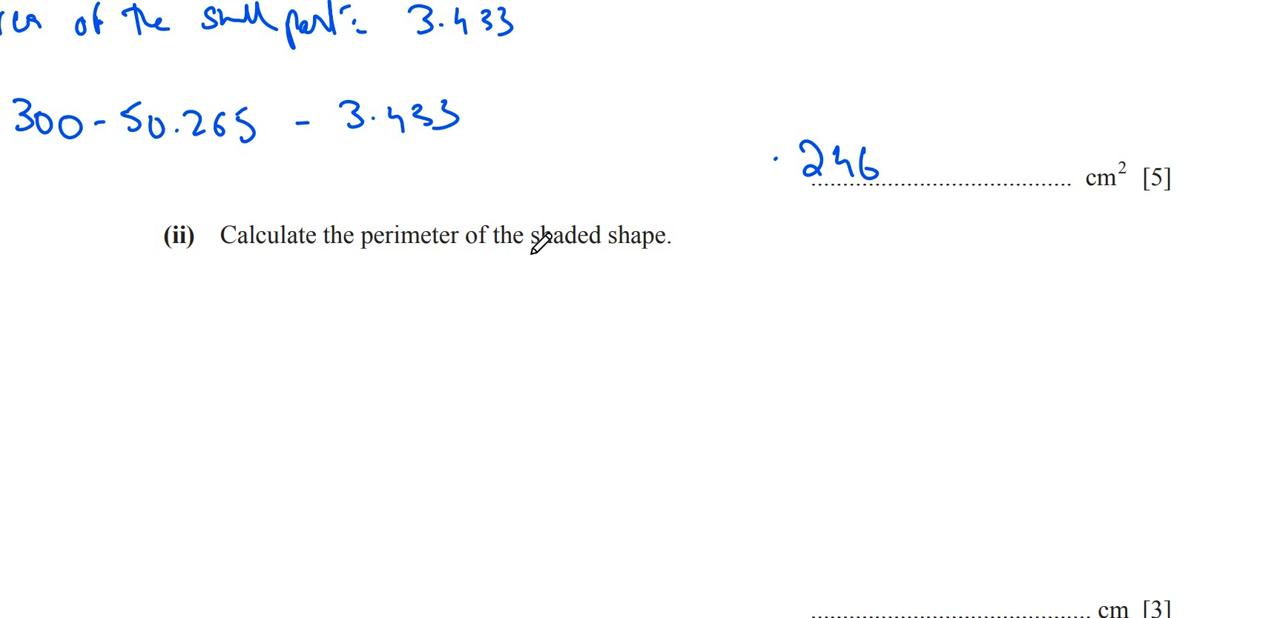 of the small part: 3.433
300 - 50.265 - 3.433
246
cm² [5]
(ii) Calculate the perimeter of the shaded shape.
cm [3]